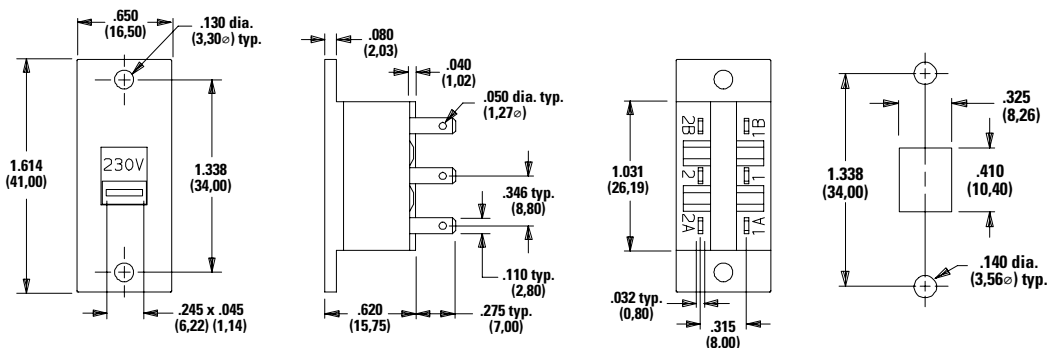 .650
(16,50)
.130 dia.
(3,30⌀) typ.
1.614
(41,00)
230V
1.338
(34,00)
.245 x .045
(6,22) (1,14)
.080
(2,03)
.040
(1,02)
.050 dia. typ.
(1,27⌀)
.346 typ.
(8,80)
.110 typ.
(2,80)
.620
(15,75)
.275 typ.
(7,00)
1.031
(26,19)
2B
1B
2
1
2A
1A
.032 typ.
(0,80)
.315
(8,00)
1.338
(34,00)
.325
(8,26)
.410
(10,40)
.140 dia.
(3,56⌀) typ.